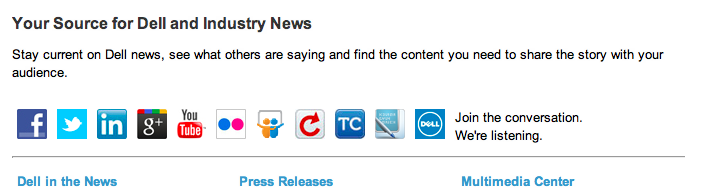 Your Source for Dell and Industry News
Stay current on Dell news, see what others are saying and find the content you need to share the story with your
audience.
f in g+ You Tube TC DELL
Join the conversation.
We're listening.
Dell in the News Press Releases Multimedia Center